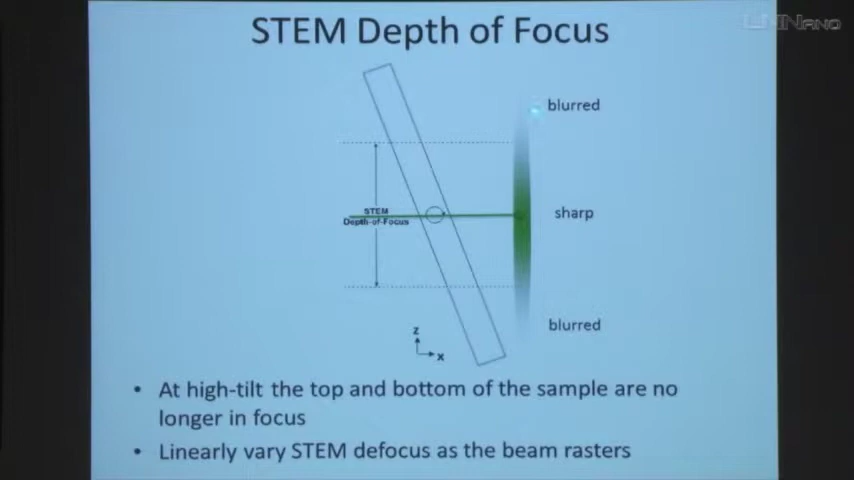 STEM Depth of Focus
LNNano
blurred
STEM
Depth-of-Focus
sharp
blurred
z
x
• At high-tilt the top and bottom of the sample are no
longer in focus
• Linearly vary STEM defocus as the beam rasters